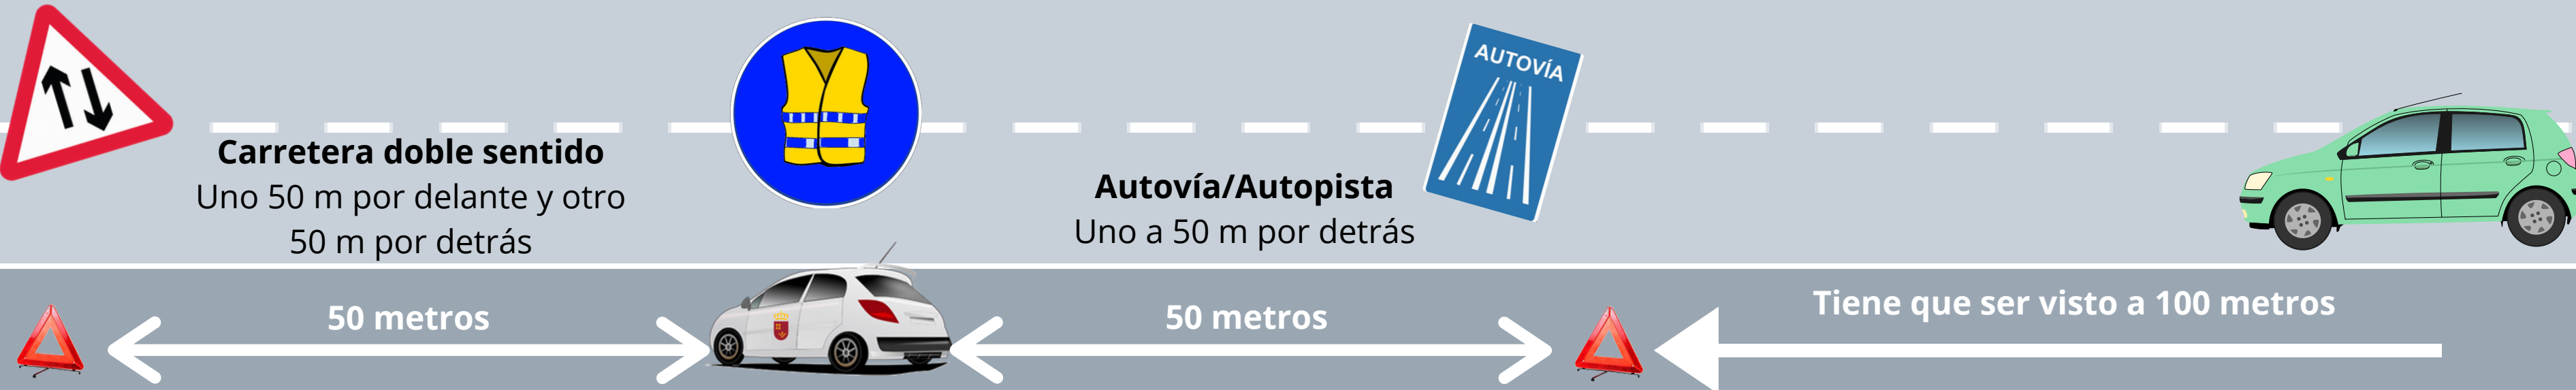 Carretera doble sentido
Uno 50 m por delante y otro
50 m por detrás
AUTOVÍA
Autovía/Autopista
Uno a 50 m por detrás
50 metros
50 metros
Tiene que ser visto a 100 metros